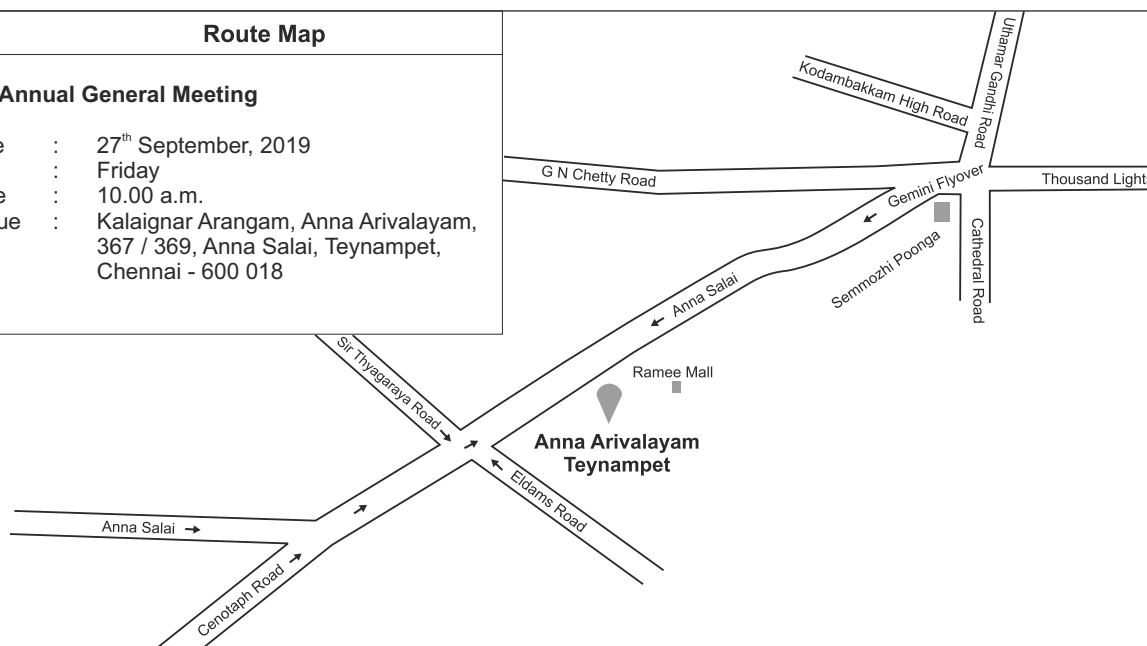 Route Map
Annual General Meeting
e : 27th September, 2019
: Friday
e : 10.00 a.m.
ue : Kalaignar Arangam, Anna Arivalayam,
367 / 369, Anna Salai, Teynampet,
Chennai - 600 018
Uthamar Gandhi Road
Kodambakkam High Road
G N Chetty Road
Gemini Flyover
Thousand Lights
Semmozhi Poonga
Cathedral Road
Anna Salai
Sir Thyagaraya Road
Ramee Mall
Anna Arivalayam
Teynampet
Eldams Road
Anna Salai
Cenotaph Road